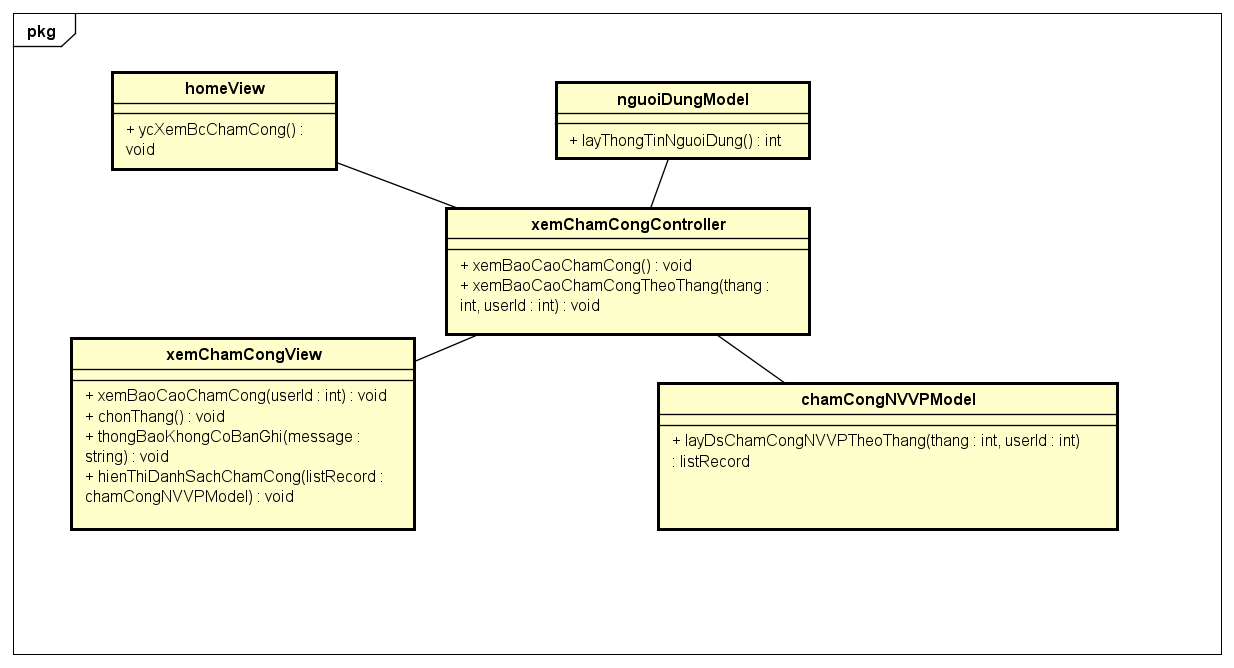 pkg
homeView
+ ycXemBcChamCong() :
void
nguoiDungModel
+ layThongTinNguoiDung() : int
xemChamCongController
+ xemBaoCaoChamCong() : void
+ xemBaoCaoChamCongTheoThang(thang :
int, userId : int) : void
xemChamCongView
+ xemBaoCaoChamCong(userId : int) : void
+ chonThang() : void
+ thongBaoKhongCoBanGhi(message :
string) : void
+ hienThiDanhSachChamCong(listRecord :
chamCongNVVPModel) : void
chamCongNVVPModel
+ layDsChamCongNVVPTheoThang(thang : int, userId : int)
: listRecord